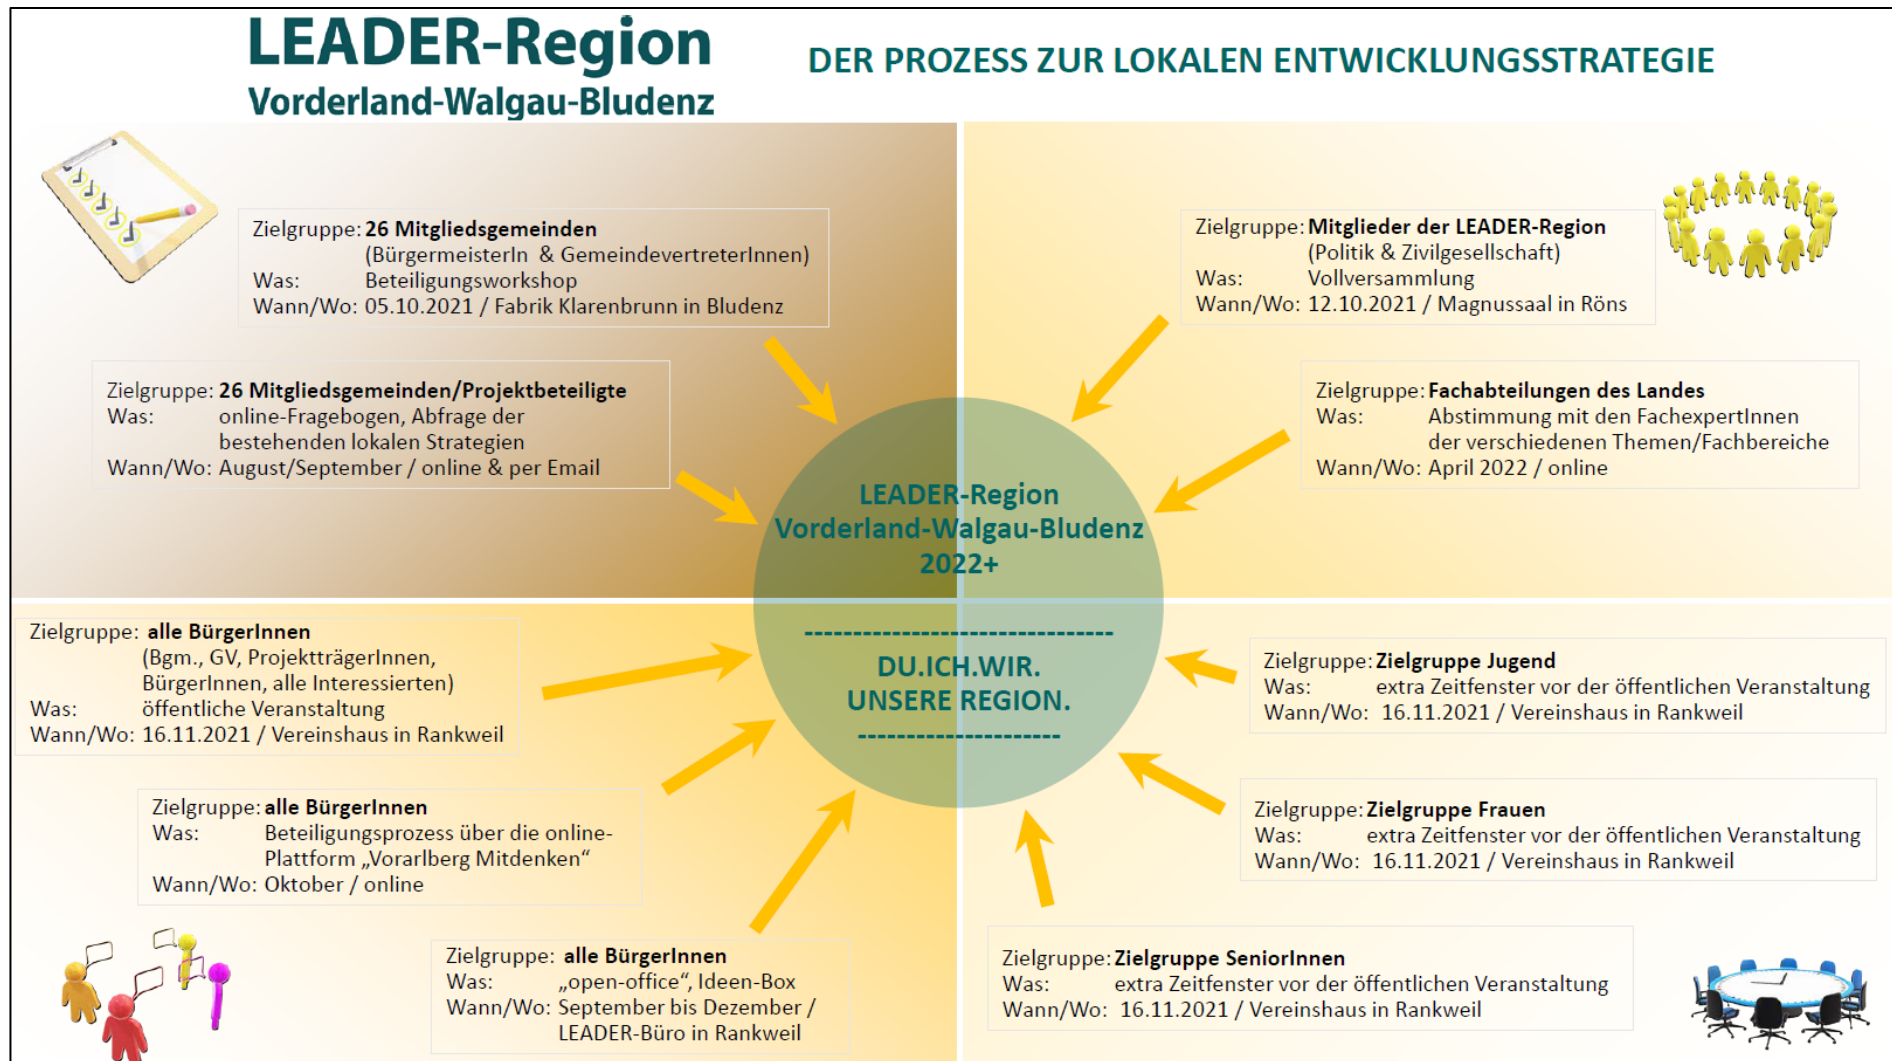 LEADER-Region
Vorderland-Walgau-Bludenz
DER PROZESS ZUR LOKALEN ENTWICKLUNGSSTRATEGIE
Zielgruppe: 26 Mitgliedsgemeinden
(BürgermeisterIn & GemeindevertreterInnen)
Was: Beteiligungsworkshop
Wann/Wo: 05.10.2021 / Fabrik Klarenbrunn in Bludenz
Zielgruppe: 26 Mitgliedsgemeinden/Projektbeteiligte
Was: online-Fragebogen, Abfrage der
bestehenden lokalen Strategien
Wann/Wo: August/September / online & per Email
Zielgruppe: Mitglieder der LEADER-Region
(Politik & Zivilgesellschaft)
Was: Vollversammlung
Wann/Wo: 12.10.2021 / Magnussaal in Röns
Zielgruppe: Fachabteilungen des Landes
Was: Abstimmung mit den FachexpertInnen
der verschiedenen Themen/Fachbereiche
Wann/Wo: April 2022 / online
LEADER-Region
Vorderland-Walgau-Bludenz
2022+
--------------------------------
DU.ICH.WIR.
UNSERE REGION.
---------------------
Zielgruppe: alle BürgerInnen
(Bgm., GV, ProjektträgerInnen,
BürgerInnen, alle Interessierten)
Was: öffentliche Veranstaltung
Wann/Wo: 16.11.2021 / Vereinshaus in Rankweil
Zielgruppe: alle BürgerInnen
Was: Beteiligungsprozess über die online-
Plattform „Vorarlberg Mitdenken“
Wann/Wo: Oktober / online
Zielgruppe: alle BürgerInnen
Was: „open-office“, Ideen-Box
Wann/Wo: September bis Dezember /
LEADER-Büro in Rankweil
Zielgruppe: Zielgruppe Jugend
Was: extra Zeitfenster vor der öffentlichen Veranstaltung
Wann/Wo: 16.11.2021 / Vereinshaus in Rankweil
Zielgruppe: Zielgruppe Frauen
Was: extra Zeitfenster vor der öffentlichen Veranstaltung
Wann/Wo: 16.11.2021 / Vereinshaus in Rankweil
Zielgruppe: Zielgruppe SeniorInnen
Was: extra Zeitfenster vor der öffentlichen Veranstaltung
Wann/Wo: 16.11.2021 / Vereinshaus in Rankweil